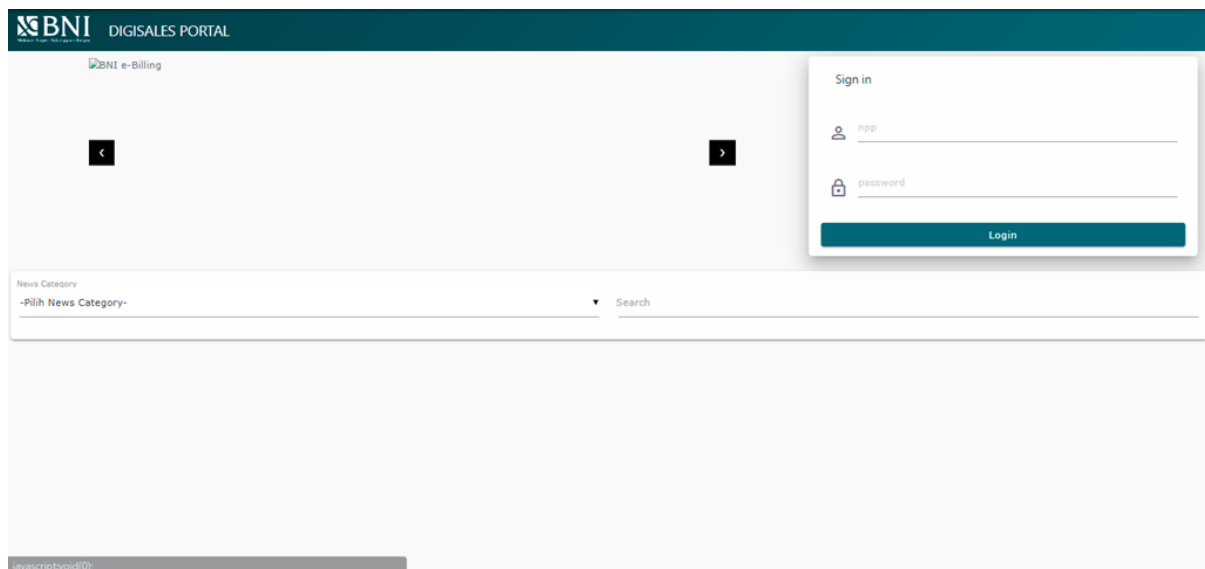 BNI DIGISALES PORTAL
BNI e-Billing
Sign in
npp
password
Login
News Category
-Pilih News Category-
Search
javascript:void(0);